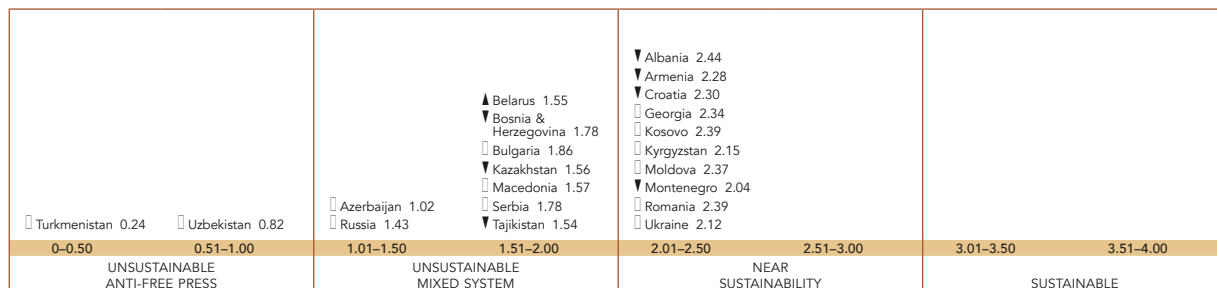 Turkmenistan 0.24
Uzbekistan 0.82
Azerbaijan 1.02
Russia 1.43
▲ Belarus 1.55
▼ Bosnia &
Herzegovina 1.78
Bulgaria 1.86
▼ Kazakhstan 1.56
Macedonia 1.57
Serbia 1.78
▼ Tajikistan 1.54
▼ Albania 2.44
▼ Armenia 2.28
▼ Croatia 2.30
Georgia 2.34
Kosovo 2.39
Kyrgyzstan 2.15
Moldova 2.37
▼ Montenegro 2.04
Romania 2.39
Ukraine 2.12
0–0.50 0.51–1.00 1.01–1.50 1.51–2.00 2.01–2.50 2.51–3.00 3.01–3.50 3.51–4.00
UNSUSTAINABLE
ANTI-FREE PRESS
UNSUSTAINABLE
MIXED SYSTEM
NEAR
SUSTAINABILITY
SUSTAINABLE